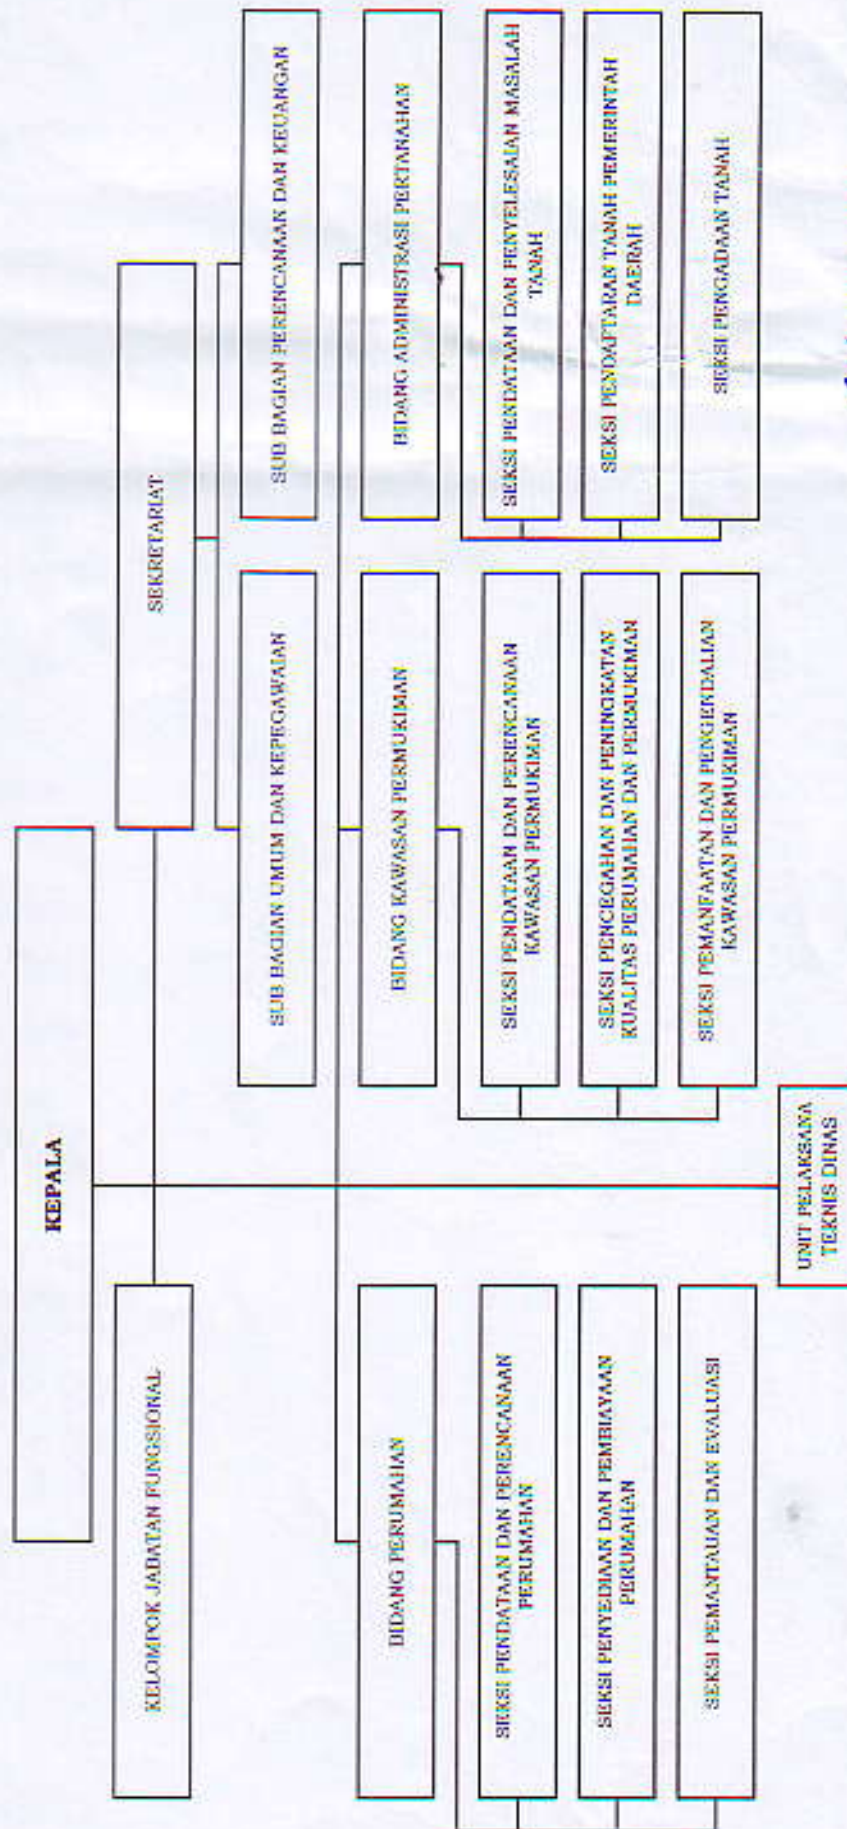 KEPALA
KELOMPOK JABATAN FUNGSIONAL
SEKRETARIAT
SUB BAGIAN UMUM DAN KEPEGAWAIAN
SUB BAGIAN PERENCANAAN DAN KEUANGAN
BIDANG PERUMAHAN
BIDANG KAWASAN PERMUKIMAN
BIDANG ADMINISTRASI PERTANAHAN
SEKSI PENDATAAN DAN PERENCANAAN
PERUMAHAN
SEKSI PENYEDIAAN DAN PEMBIAYAAN
PERUMAHAN
SEKSI PEMANTAUAN DAN EVALUASI
SEKSI PENDATAAN DAN PERENCANAAN
KAWASAN PERMUKIMAN
SEKSI PENCEGAHAN DAN PENINGKATAN
KUALITAS PERUMAHAN DAN PERMUKIMAN
SEKSI PEMANFAATAN DAN PENGENDALIAN
KAWASAN PERMUKIMAN
SEKSI PENDATAAN DAN PENYELESAIAN MASALAH
TANAH
SEKSI PENDAFTARAN TANAH PEMERINTAH
DAERAH
SEKSI PENGADAAN TANAH
UNIT PELAKSANA
TEKNIS DINAS